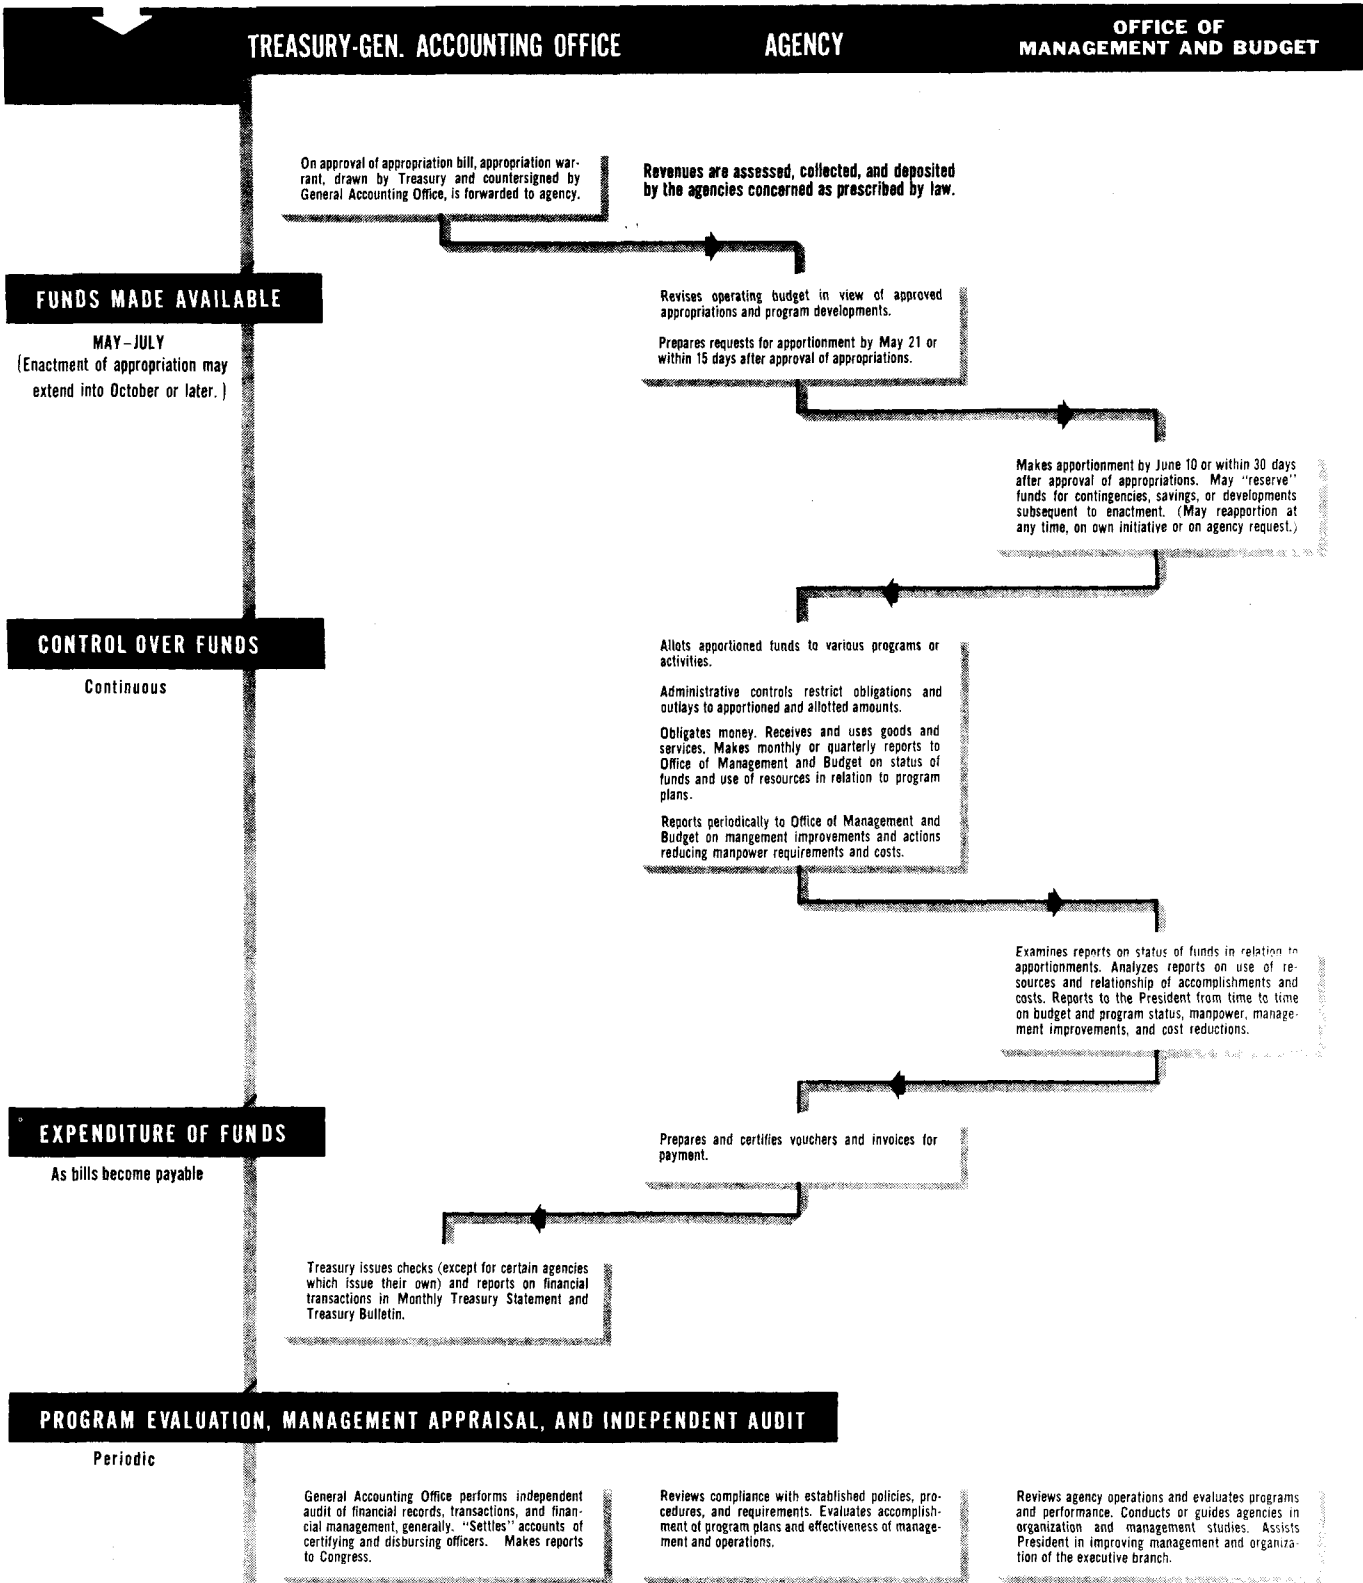 TREASURY-GEN. ACCOUNTING OFFICE
AGENCY
OFFICE OF
MANAGEMENT AND BUDGET
On approval of appropriation bill, appropriation war-
rant, drawn by Treasury and countersigned by
General Accounting Office, is forwarded to agency.
Revenues are assessed, collected, and deposited
by the agencies concerned as prescribed by law.
FUNDS MADE AVAILABLE
MAY–JULY
(Enactment of appropriation may
extend into October or later.)
Revises operating budget in view of approved
appropriations and program developments.
Prepares requests for apportionment by May 21 or
within 15 days after approval of appropriations.
Makes apportionment by June 10 or within 30 days
after approval of appropriations. May “reserve”
funds for contingencies, savings, or developments
subsequent to enactment. (May reapportion at
any time, on own initiative or on agency request.)
CONTROL OVER FUNDS
Continuous
Allots apportioned funds to various programs or
activities.
Administrative controls restrict obligations and
outlays to apportioned and allotted amounts.
Obligates money. Receives and uses goods and
services. Makes monthly or quarterly reports to
Office of Management and Budget on status of
funds and use of resources in relation to program
plans.
Reports periodically to Office of Management and
Budget on mangement improvements and actions
reducing manpower requirements and costs.
Examines reports on status of funds in relation to
apportionments. Analyzes reports on use of re-
sources and relationship of accomplishments and
costs. Reports to the President from time to time
on budget and program status, manpower, manage-
ment improvements, and cost reductions.
EXPENDITURE OF FUNDS
As bills become payable
Prepares and certifies vouchers and invoices for
payment.
Treasury issues checks (except for certain agencies
which issue their own) and reports on financial
transactions in Monthly Treasury Statement and
Treasury Bulletin.
PROGRAM EVALUATION, MANAGEMENT APPRAISAL, AND INDEPENDENT AUDIT
Periodic
General Accounting Office performs independent
audit of financial records, transactions, and finan-
cial management, generally. “Settles” accounts of
certifying and disbursing officers. Makes reports
to Congress.
Reviews compliance with established policies, pro-
cedures, and requirements. Evaluates accomplish-
ment of program plans and effectiveness of manage-
ment and operations.
Reviews agency operations and evaluates programs
and performance. Conducts or guides agencies in
organization and management studies. Assists
President in improving management and organiza-
tion of the executive branch.